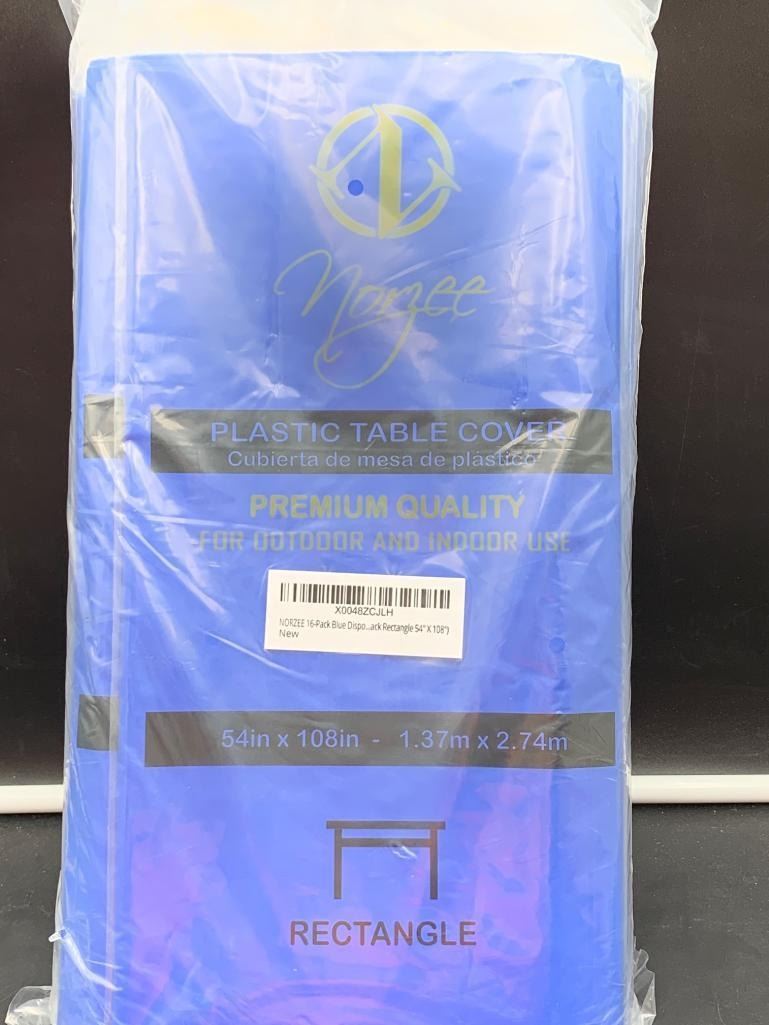 Norzee
PLASTIC TABLE COVER
Cubierta de mesa de plástico
PREMIUM QUALITY
FOR OUTDOOR AND INDOOR USE
X0048ZCJLH
NORZEE 16-Pack Blue Dispo...ack Rectangle 54" X 108")
New
54in x 108in - 1.37m x 2.74m
RECTANGLE